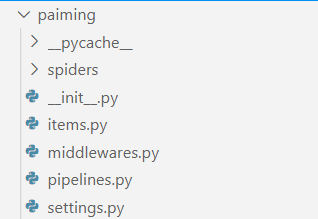 paiming
__pycache__
spiders
__init__.py
items.py
middlewares.py
pipelines.py
settings.py